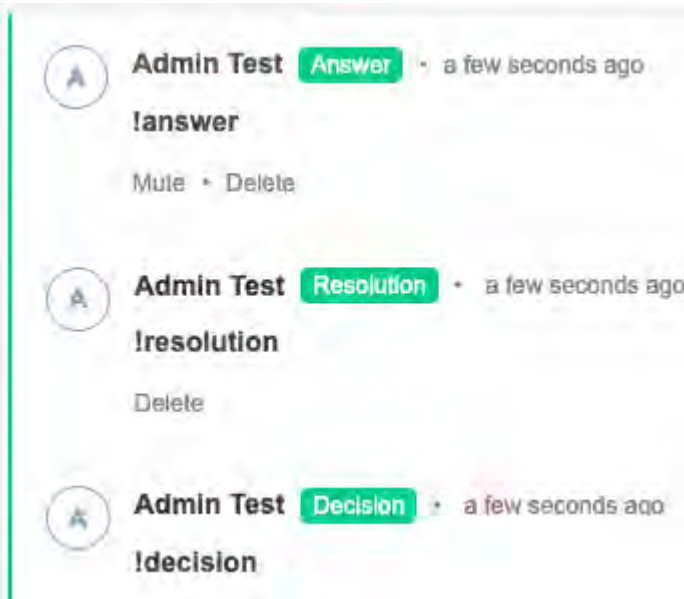 A Admin Test Answer • a few seconds ago
!answer
Mute • Delete
A Admin Test Resolution • a few seconds ago
!resolution
Delete
A Admin Test Decision • a few seconds ago
!decision